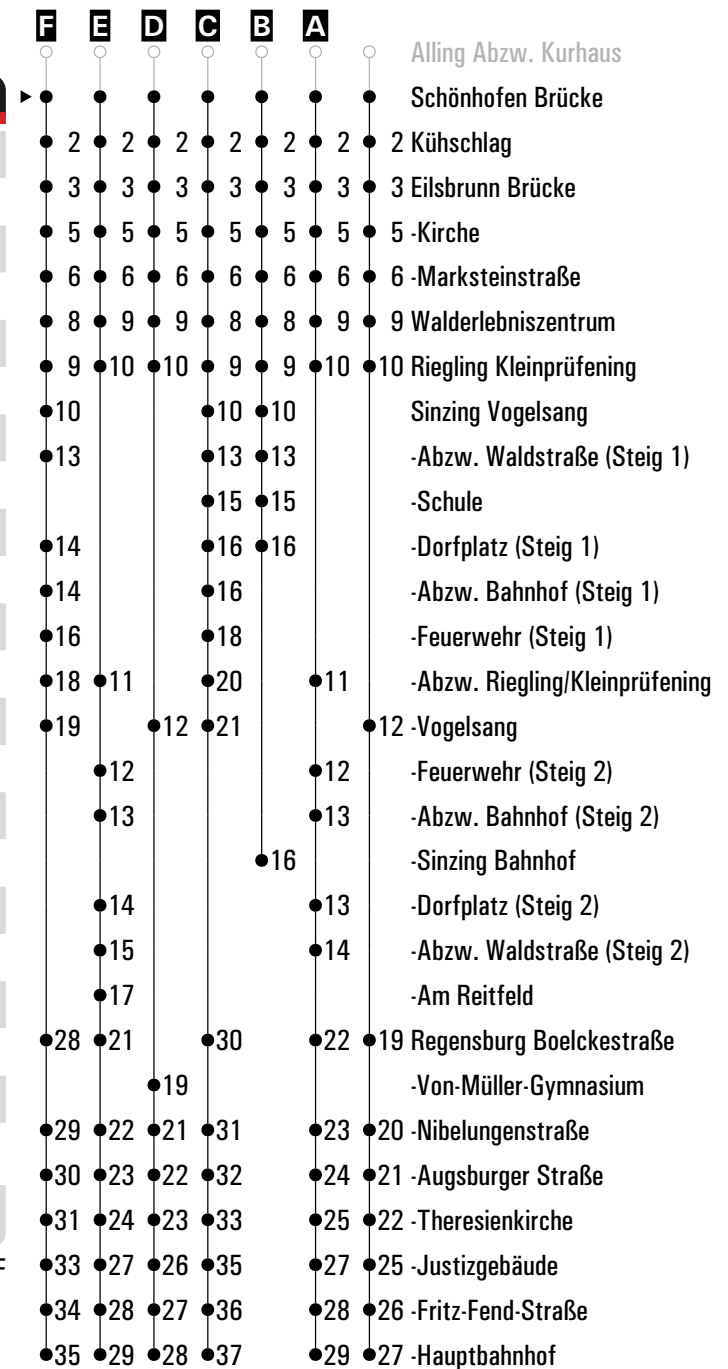 F E D C B A
Alling Abzw. Kurhaus
Schönhofen Brücke
2 2 2 2 2 2 2 Kühschlag
3 3 3 3 3 3 3 Eilsbrunn Brücke
5 5 5 5 5 5 5 -Kirche
6 6 6 6 6 6 6 -Marksteinstraße
8 9 9 8 8 9 9 Walderlebniszentrum
9 10 10 9 9 10 10 Riegling Kleinprüfening
10 10 10 Sinzing Vogelsang
13 13 13 -Abzw. Waldstraße (Steig 1)
15 15 -Schule
14 16 16 -Dorfplatz (Steig 1)
14 16 -Abzw. Bahnhof (Steig 1)
16 18 -Feuerwehr (Steig 1)
18 11 20 11 -Abzw. Riegling/Kleinprüfening
19 12 21 12 -Vogelsang
12 12 -Feuerwehr (Steig 2)
13 13 -Abzw. Bahnhof (Steig 2)
16 -Sinzing Bahnhof
14 13 -Dorfplatz (Steig 2)
15 14 -Abzw. Waldstraße (Steig 2)
17 -Am Reitfeld
28 21 30 22 19 Regensburg Boelckestraße
19 -Von-Müller-Gymnasium
29 22 21 31 23 20 -Nibelungenstraße
30 23 22 32 24 21 -Augsburger Straße
31 24 23 33 25 22 -Theresienkirche
33 27 26 35 27 25 -Justizgebäude
34 28 27 36 28 26 -Fritz-Fend-Straße
35 29 28 37 29 27 -Hauptbahnhof